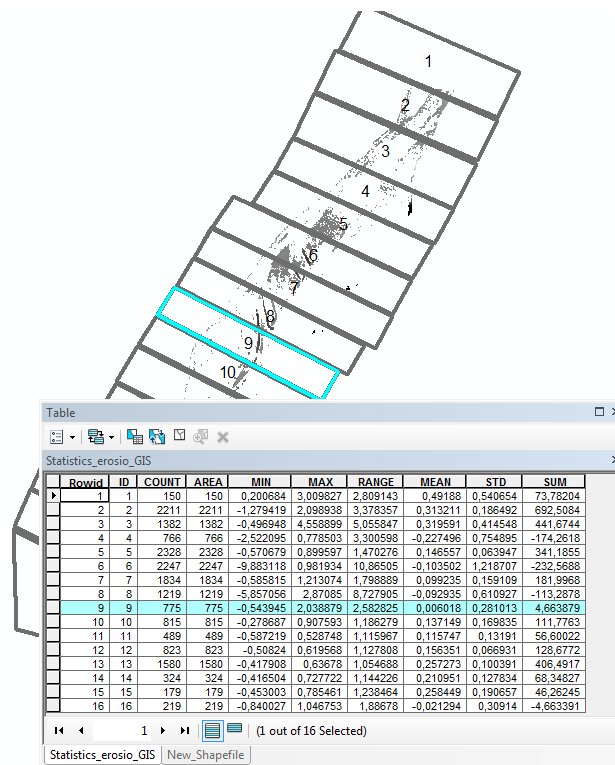 1
2
3
4
5
6
7
8
9
10
Table
Statistics_erosio_GIS
Rowid ID COUNT AREA MIN MAX RANGE MEAN STD SUM
1 1 150 150 0,200684 3,009827 2,809143 0,49188 0,540654 73,78204
2 2 2211 2211 -1,279419 2,098938 3,378357 0,313211 0,186492 692,5084
3 3 1382 1382 -0,496948 4,558899 5,055847 0,319591 0,414548 441,6744
4 4 766 766 -2,522095 0,778503 3,300598 -0,227496 0,754895 -174,2618
5 5 2328 2328 -0,570679 0,899597 1,470276 0,146557 0,063947 341,1855
6 6 2247 2247 -9,883118 0,981934 10,86505 -0,103502 1,218707 -232,5688
7 7 1834 1834 -0,585815 1,213074 1,798889 0,099235 0,159109 181,9968
8 8 1219 1219 -5,857056 2,87085 8,727905 -0,092935 0,610927 -113,2878
9 9 775 775 -0,543945 2,038879 2,582825 0,006018 0,281013 4,663879
10 10 815 815 -0,278687 0,907593 1,186279 0,137149 0,169835 111,7763
11 11 489 489 -0,587219 0,528748 1,115967 0,115747 0,13191 56,60022
12 12 823 823 -0,50824 0,619568 1,127808 0,156351 0,066931 128,6772
13 13 1580 1580 -0,417908 0,63678 1,054688 0,257273 0,100391 406,4917
14 14 324 324 -0,416504 0,727722 1,144226 0,210951 0,127834 68,34827
15 15 179 179 -0,453003 0,785461 1,238464 0,258449 0,190657 46,26245
16 16 219 219 -0,840027 1,046753 1,88678 -0,021294 0,30914 -4,663391
1 (1 out of 16 Selected)
Statistics_erosio_GIS New_Shapefile